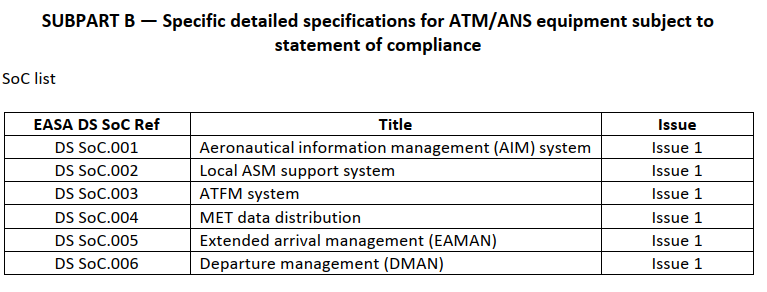 SUBPART B — Specific detailed specifications for ATM/ANS equipment subject to
statement of compliance
SoC list
EASA DS SoC Ref Title Issue
DS SoC.001 Aeronautical information management (AIM) system Issue 1
DS SoC.002 Local ASM support system Issue 1
DS SoC.003 ATFM system Issue 1
DS SoC.004 MET data distribution Issue 1
DS SoC.005 Extended arrival management (EAMAN) Issue 1
DS SoC.006 Departure management (DMAN) Issue 1